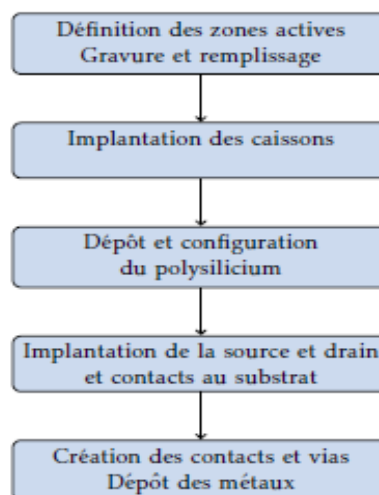 Définition des zones actives
Gravure et remplissage
Implantation des caissons
Dépôt et configuration
du polysilicium
Implantation de la source et drain
et contacts au substrat
Création des contacts et vias
Dépôt des métaux